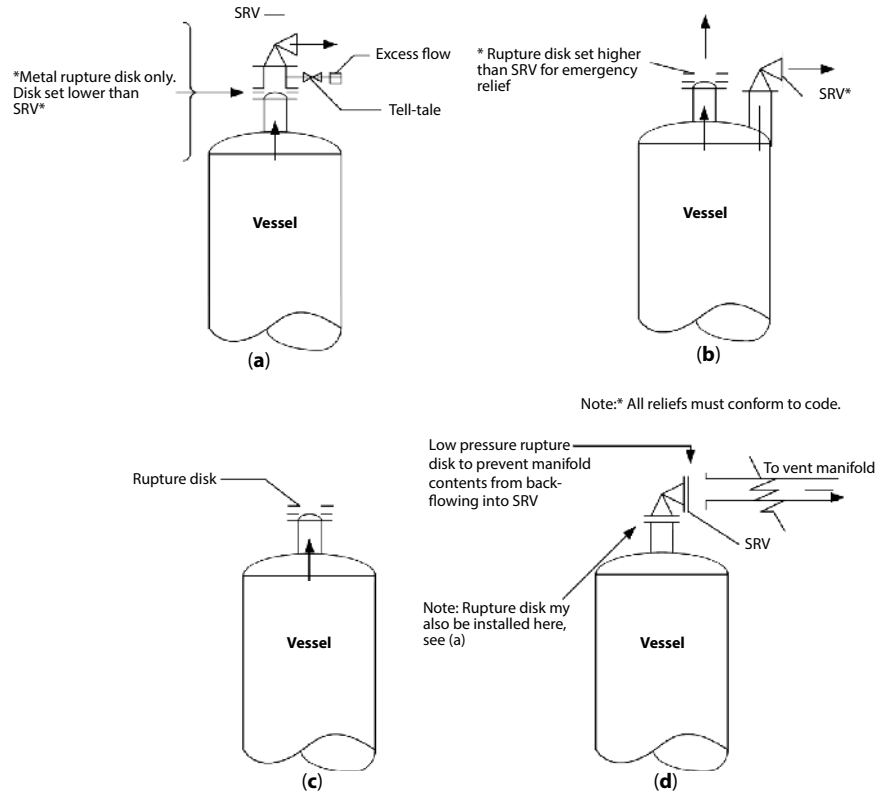 SRV
Excess flow
*Metal rupture disk only.
Disk set lower than
SRV*
Tell-tale
Vessel
(a)
* Rupture disk set higher
than SRV for emergency
relief
SRV*
Vessel
(b)
Note:* All reliefs must conform to code.
Rupture disk
Vessel
(c)
Low pressure rupture
disk to prevent manifold
contents from back-
flowing into SRV
To vent manifold
SRV
Note: Rupture disk my
also be installed here,
see (a)
Vessel
(d)